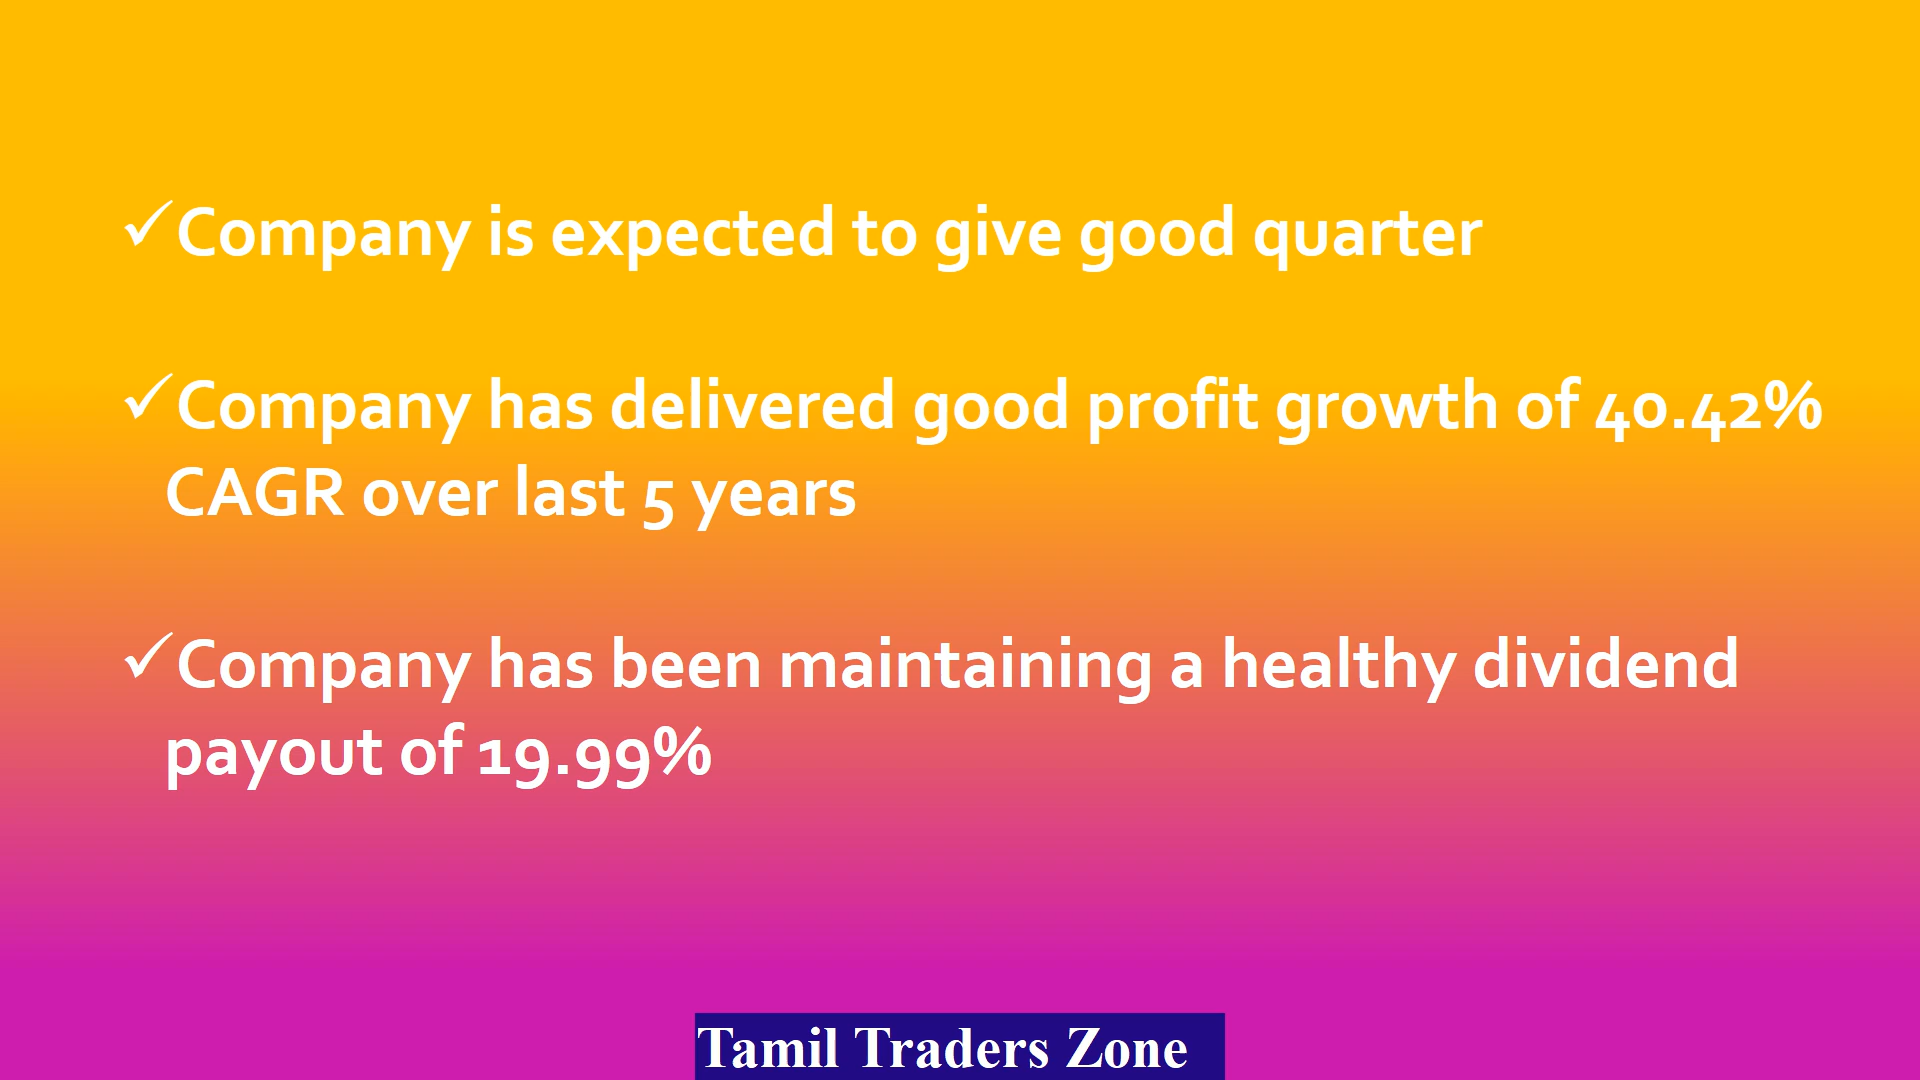 ✓Company is expected to give good quarter
✓Company has delivered good profit growth of 40.42%
CAGR over last 5 years
✓Company has been maintaining a healthy dividend
payout of 19.99%
Tamil Traders Zone